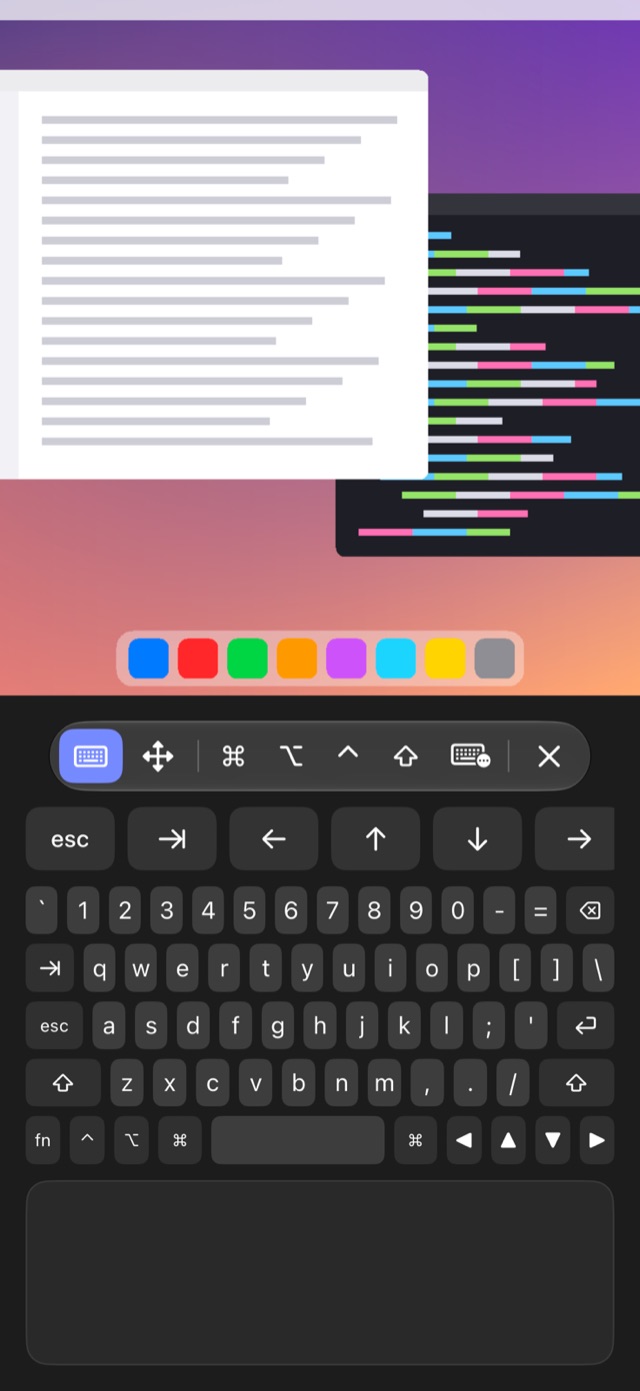 ⌘ ⌥ ^ ⇧ ×
esc ⇥ ← ↑ ↓ →
` 1 2 3 4 5 6 7 8 9 0 - = ⌫
⇥ q w e r t y u i o p [ ] \
esc a s d f g h j k l ; ' ↩
⇧ z x c v b n m , . / ⇧
fn ^ ⌥ ⌘ ⌘ ◀ ▲ ▼ ▶